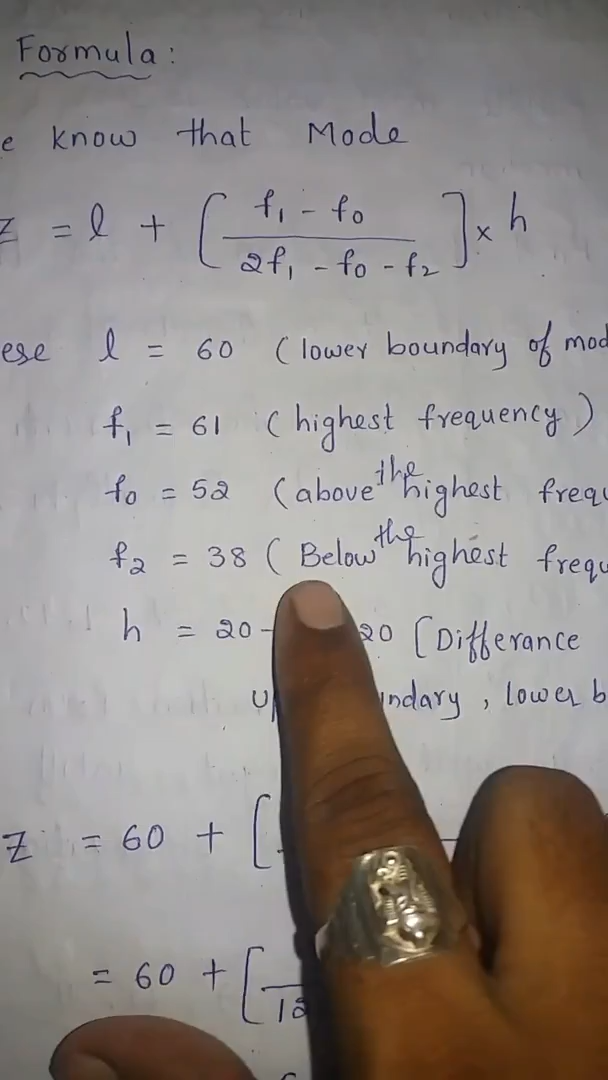 Formula:
e know that Mode
Z = l + [ f₁ - f₀ / 2f₁ - f₀ - f₂ ] × h
ese l = 60 (lower boundary of mod
f₁ = 61 (highest frequency)
f₀ = 52 (above the highest frequ
f₂ = 38 (Below the highest frequ
h = 20 - 20 [Differance
ndary, lower b
Z = 60 + [
= 60 + [ 12